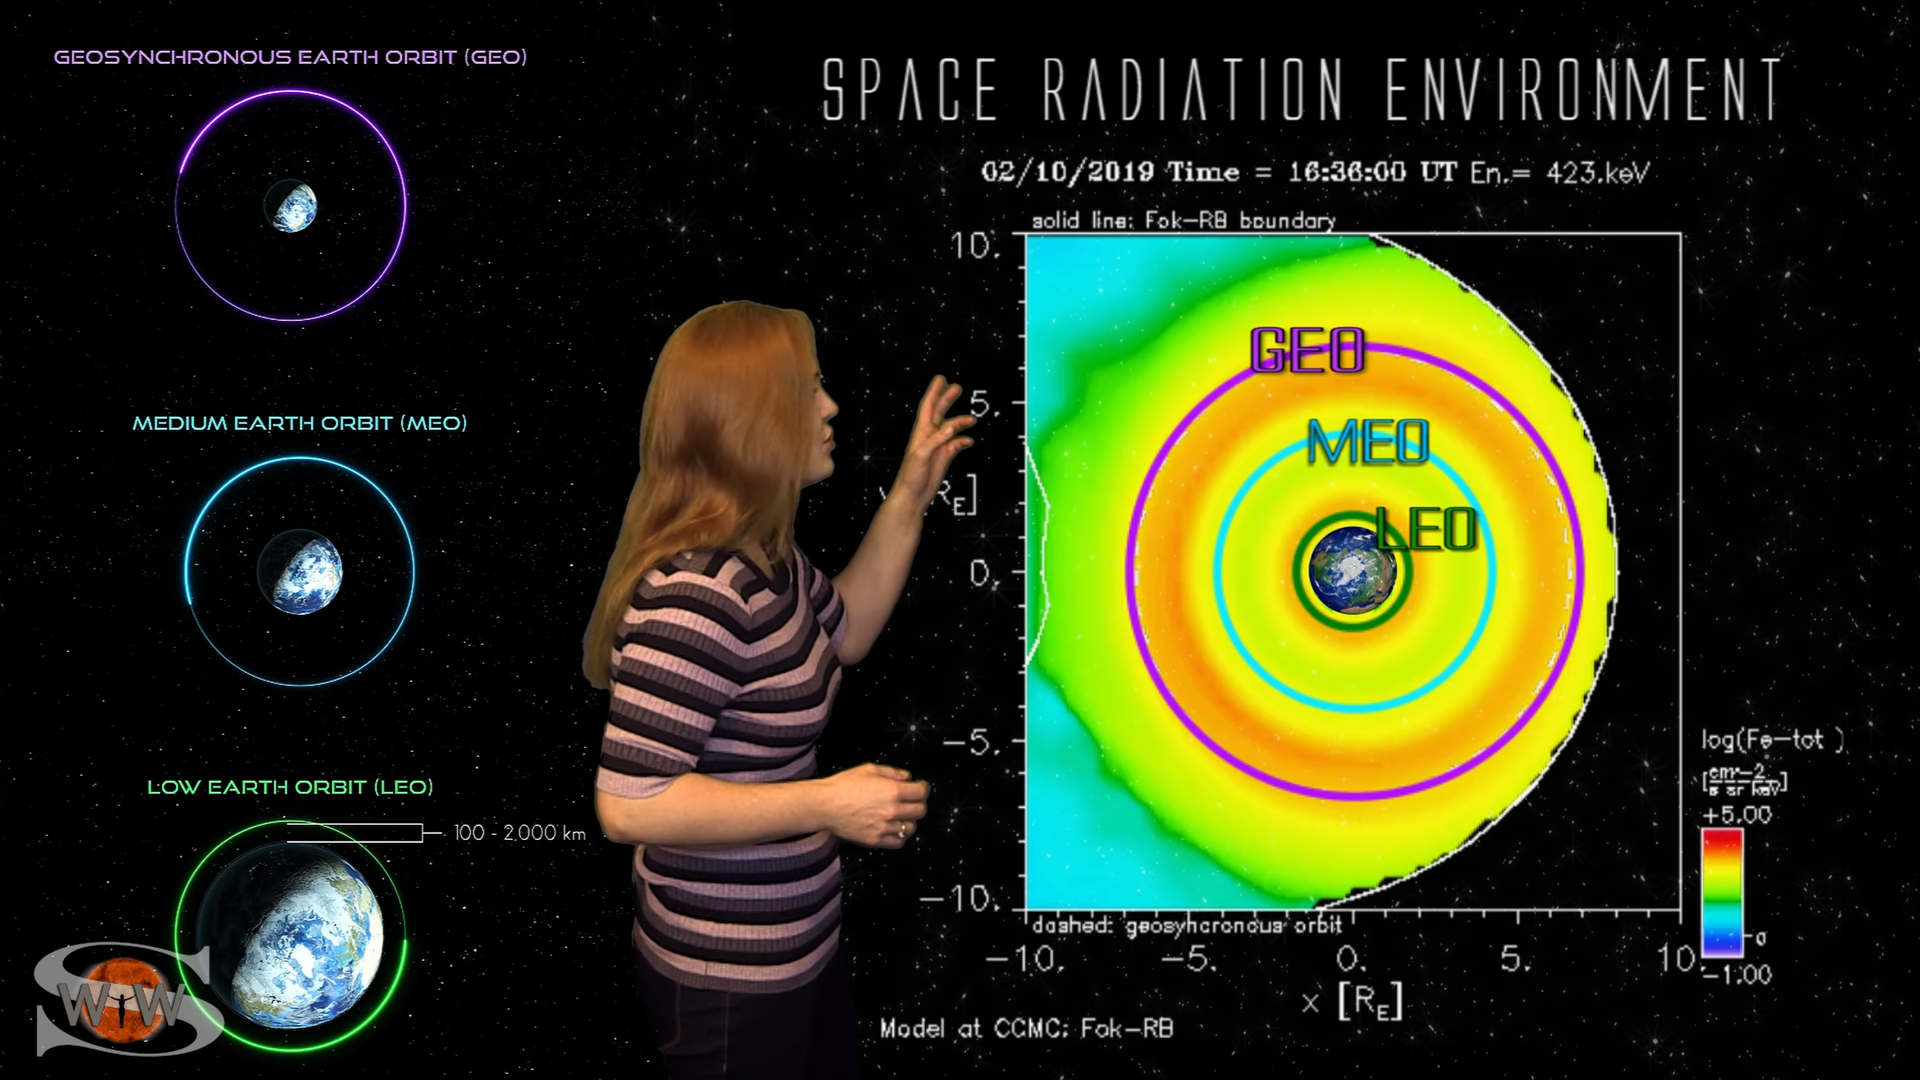 GEOSYNCHRONOUS EARTH ORBIT (GEO)
MEDIUM EARTH ORBIT (MEO)
LOW EARTH ORBIT (LEO)
100 - 2,000 km
SWTW
SPACE RADIATION ENVIRONMENT
02/10/2019 Time = 16:36:00 UT En.= 423.keV
solid line: Fok-RB boundary
10.
5.
RE]
0.
-5.
-10.
GEO
MEO
LEO
dashed: geosyhcronous orbit
-10. -5. 0. 5. 10.
x [RE]
Model at CCMC: Fok-RB
log(Fe-tot )
+5.00
-1.00